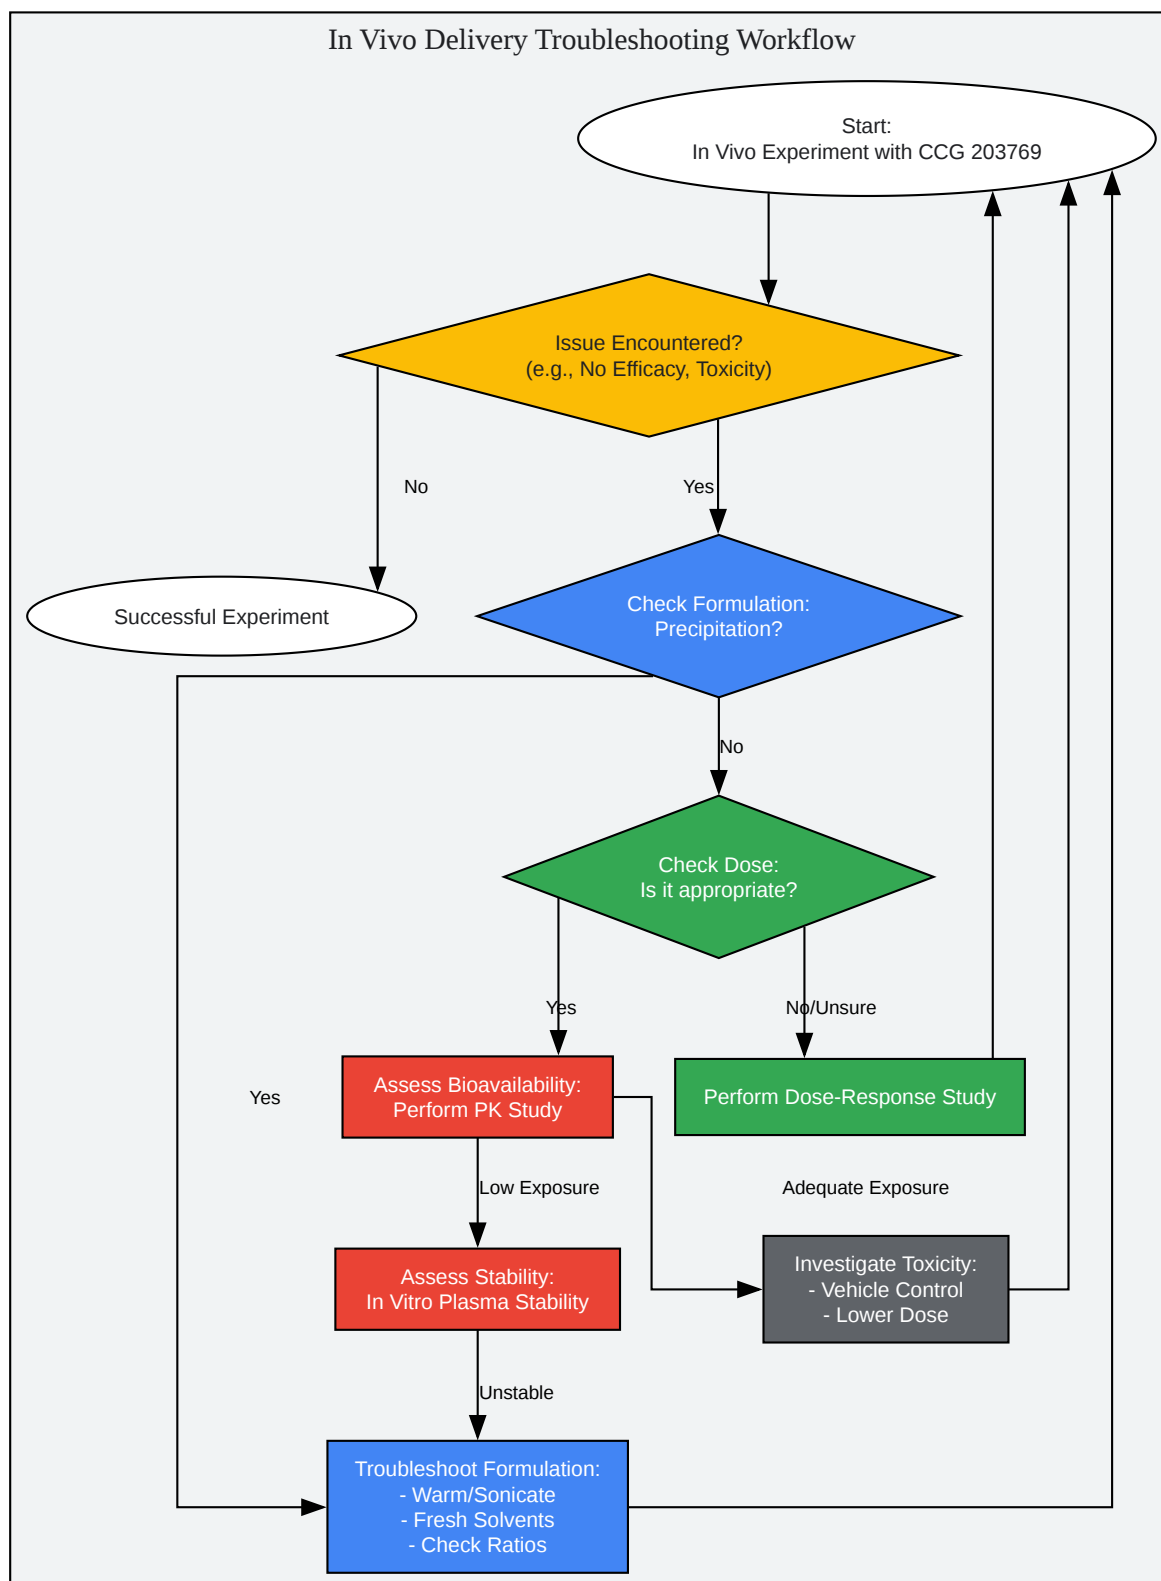 In Vivo Delivery Troubleshooting Workflow
Start:
In Vivo Experiment with CCG 203769
Issue Encountered?
(e.g., No Efficacy, Toxicity)
No
Yes
Successful Experiment
Check Formulation:
Precipitation?
No
Check Dose:
Is it appropriate?
Yes
No/Unsure
Yes
Assess Bioavailability:
Perform PK Study
Perform Dose-Response Study
Low Exposure
Adequate Exposure
Assess Stability:
In Vitro Plasma Stability
Investigate Toxicity:
- Vehicle Control
- Lower Dose
Unstable
Troubleshoot Formulation:
- Warm/Sonicate
- Fresh Solvents
- Check Ratios